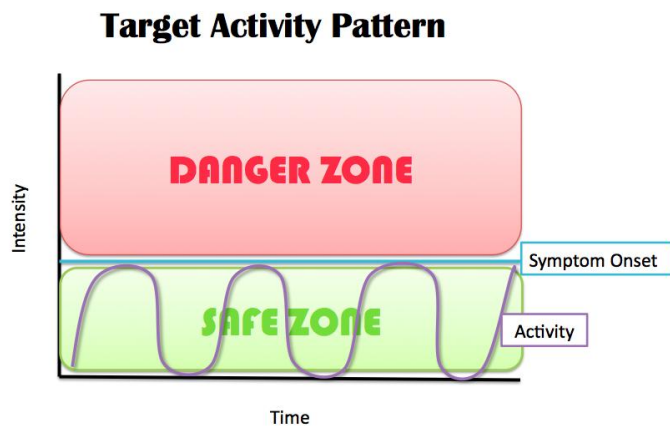 Target Activity Pattern
DANGER ZONE
Intensity
Symptom Onset
SAFE ZONE
Activity
Time